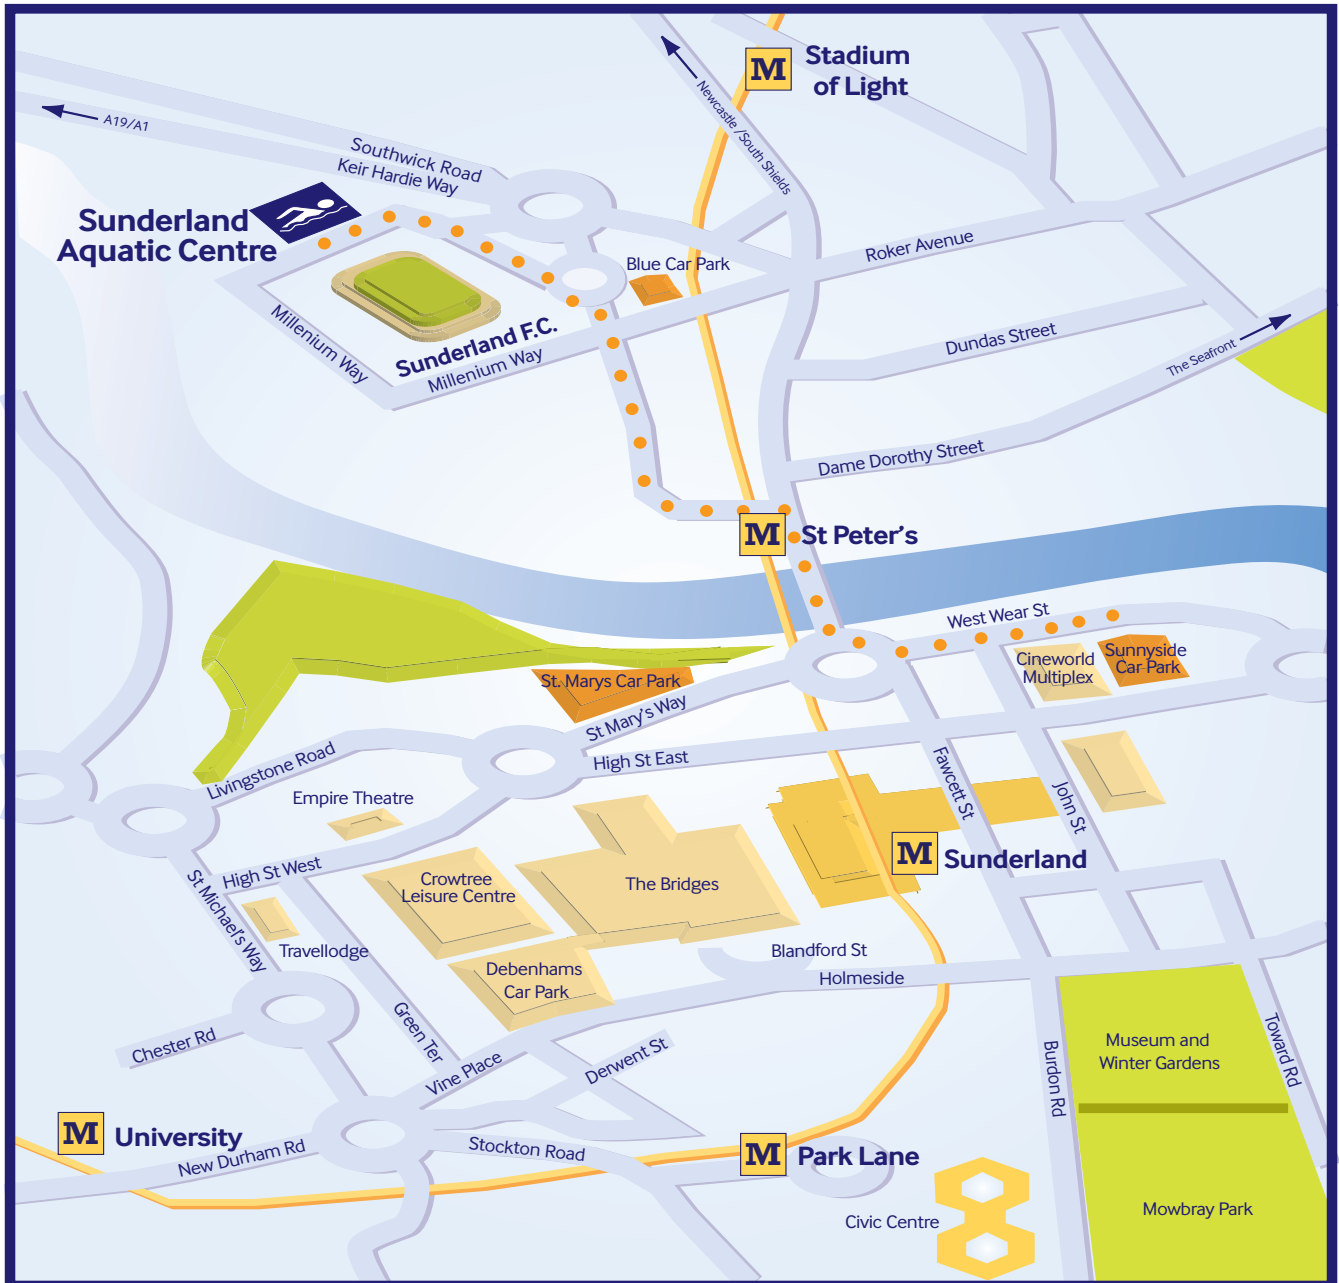 M
Stadium
of Light
A19/A1
Newcastle / South Shields
Southwick Road
Keir Hardie Way
Sunderland
Aquatic Centre
Roker Avenue
Blue Car Park
Millenium Way
Sunderland F.C.
Millenium Way
Dundas Street
The Seafront
Dame Dorothy Street
M
St Peter's
West Wear St
Cineworld
Multiplex
Sunnyside
Car Park
St. Marys Car Park
St Mary's Way
High St East
Livingstone Road
Fawcett St
John St
Empire Theatre
M
Sunderland
High St West
Crowtree
Leisure Centre
The Bridges
St Michael's Way
Travellodge
Blandford St
Debenhams
Car Park
Holmeside
Green Ter
Chester Rd
Vine Place
Derwent St
Museum and
Winter Gardens
Burdon Rd
Toward Rd
M
University
New Durham Rd
Stockton Road
M
Park Lane
Civic Centre
Mowbray Park